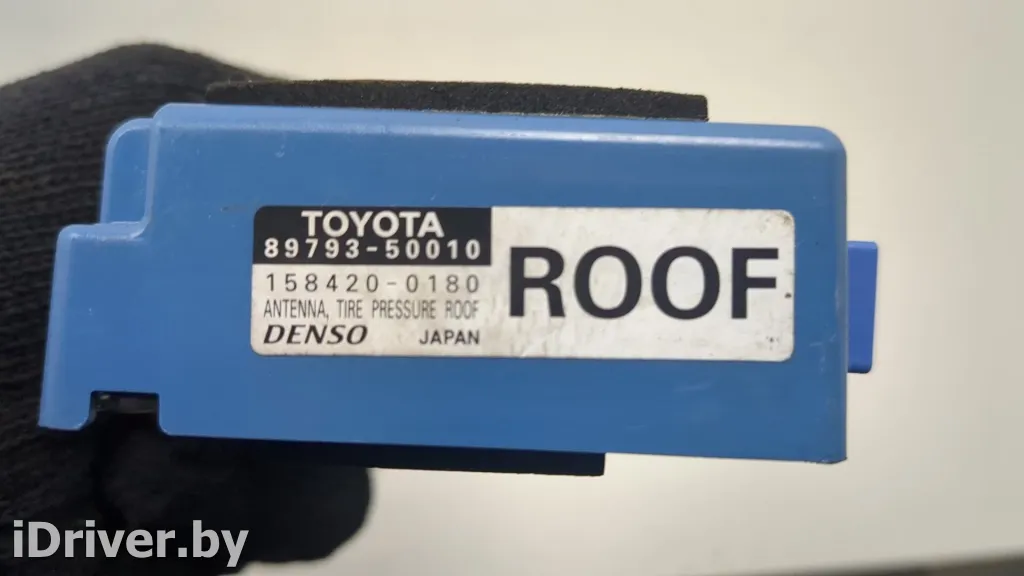 TOYOTA
89793-50010
158420-0180
ANTENNA, TIRE PRESSURE ROOF
DENSO JAPAN
ROOF
iDriver.by